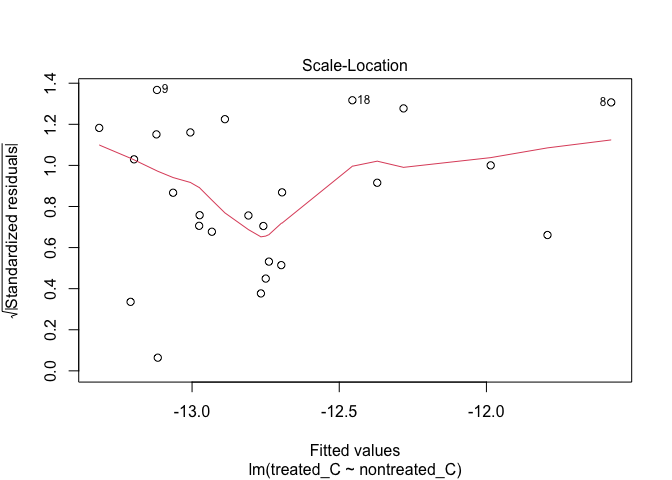 Scale-Location
√|Standardized residuals|
1.4
1.2
1.0
0.8
0.6
0.4
0.2
0.0
9
18
8
-13.0 -12.5 -12.0
Fitted values
lm(treated_C ~ nontreated_C)